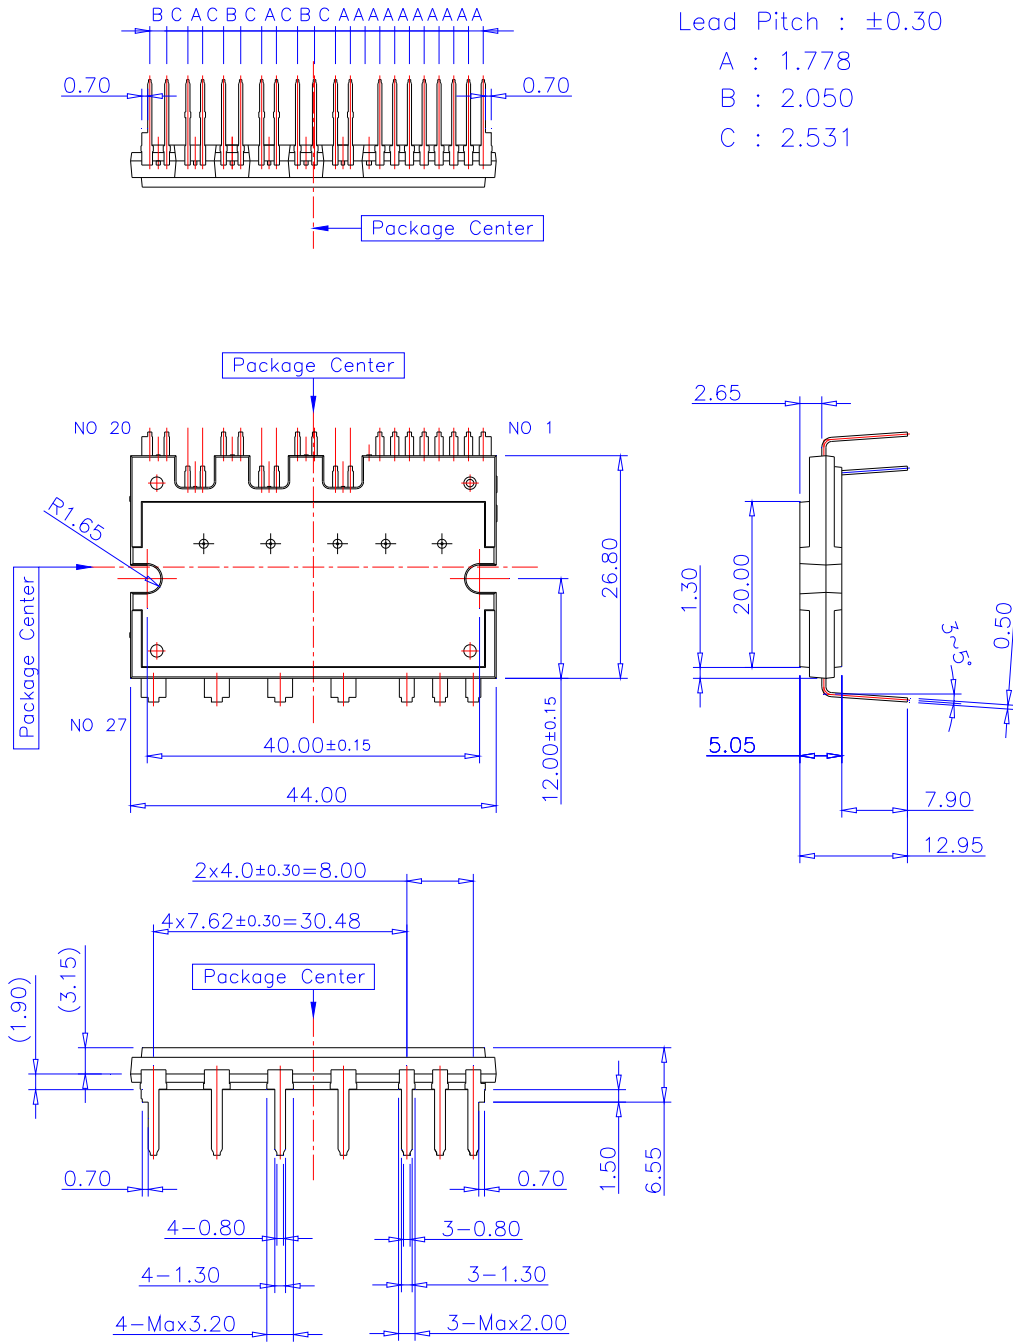 B C A C B C A C B C A A A A A A A A A A
Lead Pitch : ±0.30
A : 1.778
B : 2.050
C : 2.531
0.70
0.70
Package Center
Package Center
NO 20
NO 1
R1.65
Package Center
26.80
12.00±0.15
NO 27
40.00±0.15
44.00
2.65
1.30
20.00
3~5°
0.50
5.05
7.90
12.95
2x4.0±0.30=8.00
4x7.62±0.30=30.48
Package Center
(1.90)
(3.15)
0.70
0.70
1.50
6.55
4-0.80
3-0.80
4-1.30
3-1.30
4-Max3.20
3-Max2.00